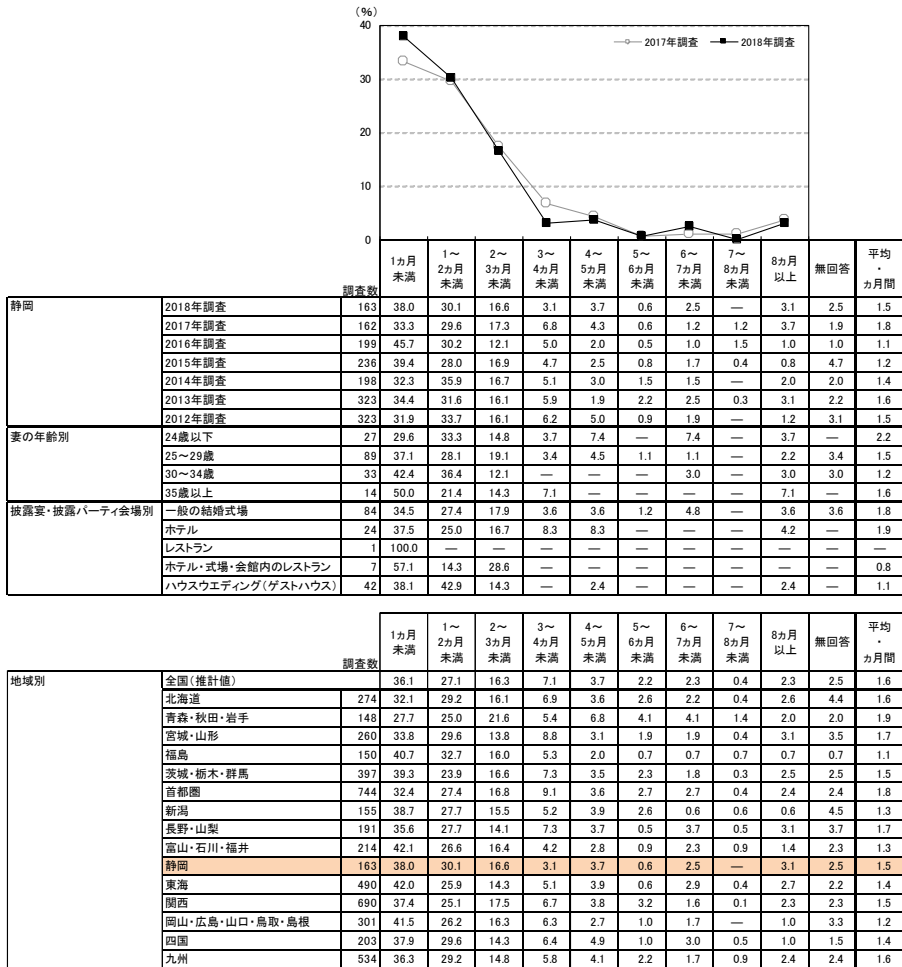 (%)
40
30
20
10
0
2017年調査 2018年調査
調査数 1ヵ月未満 1～2ヵ月未満 2～3ヵ月未満 3～4ヵ月未満 4～5ヵ月未満 5～6ヵ月未満 6～7ヵ月未満 7～8ヵ月未満 8ヵ月以上 無回答 平均・ヵ月間
静岡 2018年調査 163 38.0 30.1 16.6 3.1 3.7 0.6 2.5 — 3.1 2.5 1.5
2017年調査 162 33.3 29.6 17.3 6.8 4.3 0.6 1.2 1.2 3.7 1.9 1.8
2016年調査 199 45.7 30.2 12.1 5.0 2.0 0.5 1.0 1.5 1.0 1.0 1.1
2015年調査 236 39.4 28.0 16.9 4.7 2.5 0.8 1.7 0.4 0.8 4.7 1.2
2014年調査 198 32.3 35.9 16.7 5.1 3.0 1.5 1.5 — 2.0 2.0 1.4
2013年調査 323 34.4 31.6 16.1 5.9 1.9 2.2 2.5 0.3 3.1 2.2 1.6
2012年調査 323 31.9 33.7 16.1 6.2 5.0 0.9 1.9 — 1.2 3.1 1.5
妻の年齢別 24歳以下 27 29.6 33.3 14.8 3.7 7.4 — 7.4 — 3.7 — 2.2
25～29歳 89 37.1 28.1 19.1 3.4 4.5 1.1 1.1 — 2.2 3.4 1.5
30～34歳 33 42.4 36.4 12.1 — — — 3.0 — 3.0 3.0 1.2
35歳以上 14 50.0 21.4 14.3 7.1 — — — — 7.1 — 1.6
披露宴・披露パーティ会場別 一般の結婚式場 84 34.5 27.4 17.9 3.6 3.6 1.2 4.8 — 3.6 3.6 1.8
ホテル 24 37.5 25.0 16.7 8.3 8.3 — — — 4.2 — 1.9
レストラン 1 100.0 — — — — — — — — — —
ホテル・式場・会館内のレストラン 7 57.1 14.3 28.6 — — — — — — — 0.8
ハウスウエディング(ゲストハウス) 42 38.1 42.9 14.3 — 2.4 — — — 2.4 — 1.1
調査数 1ヵ月未満 1～2ヵ月未満 2～3ヵ月未満 3～4ヵ月未満 4～5ヵ月未満 5～6ヵ月未満 6～7ヵ月未満 7～8ヵ月未満 8ヵ月以上 無回答 平均・ヵ月間
地域別 全国(推計値) 36.1 27.1 16.3 7.1 3.7 2.2 2.3 0.4 2.3 2.5 1.6
北海道 274 32.1 29.2 16.1 6.9 3.6 2.6 2.2 0.4 2.6 4.4 1.6
青森・秋田・岩手 148 27.7 25.0 21.6 5.4 6.8 4.1 4.1 1.4 2.0 2.0 1.9
宮城・山形 260 33.8 29.6 13.8 8.8 3.1 1.9 1.9 0.4 3.1 3.5 1.7
福島 150 40.7 32.7 16.0 5.3 2.0 0.7 0.7 0.7 0.7 0.7 1.1
茨城・栃木・群馬 397 39.3 23.9 16.6 7.3 3.5 2.3 1.8 0.3 2.5 2.5 1.5
首都圏 744 32.4 27.4 16.8 9.1 3.6 2.7 2.7 0.4 2.4 2.4 1.8
新潟 155 38.7 27.7 15.5 5.2 3.9 2.6 0.6 0.6 0.6 4.5 1.3
長野・山梨 191 35.6 27.7 14.1 7.3 3.7 0.5 3.7 0.5 3.1 3.7 1.7
富山・石川・福井 214 42.1 26.6 16.4 4.2 2.8 0.9 2.3 0.9 1.4 2.3 1.3
静岡 163 38.0 30.1 16.6 3.1 3.7 0.6 2.5 — 3.1 2.5 1.5
東海 490 42.0 25.9 14.3 5.1 3.9 0.6 2.9 0.4 2.7 2.2 1.4
関西 690 37.4 25.1 17.5 6.7 3.8 3.2 1.6 0.1 2.3 2.3 1.5
岡山・広島・山口・鳥取・島根 301 41.5 26.2 16.3 6.3 2.7 1.0 1.7 — 1.0 3.3 1.2
四国 203 37.9 29.6 14.3 6.4 4.9 1.0 3.0 0.5 1.0 1.5 1.4
九州 534 36.3 29.2 14.8 5.8 4.1 2.2 1.7 0.9 2.4 2.4 1.6